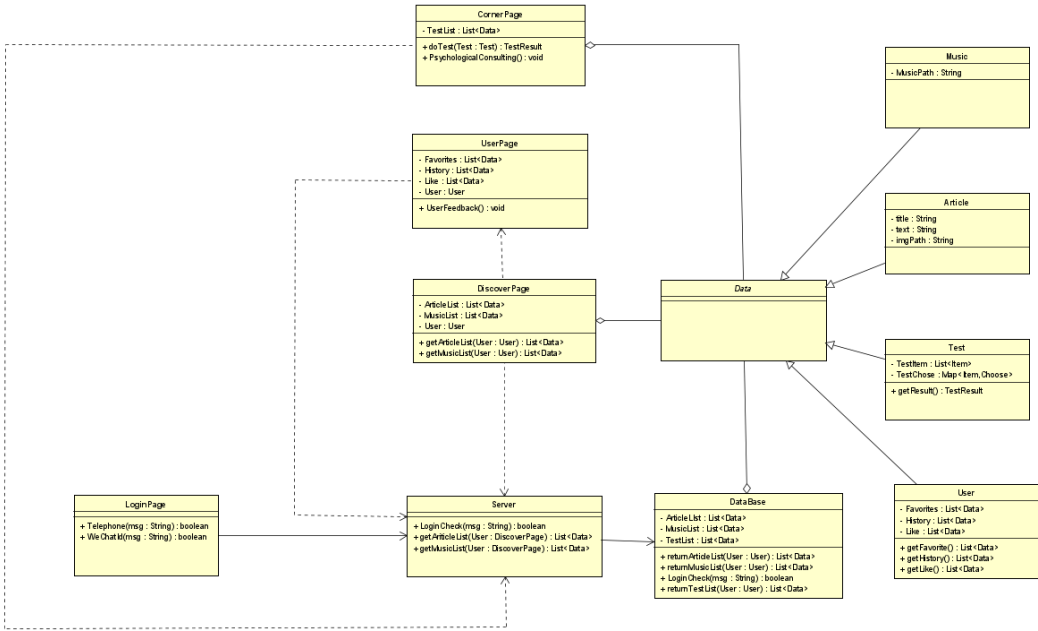 CornerPage
- TestList : List<Data>
+ doTest(Test : Test) : TestResult
+ PsychologicalConsulting() : void
Music
- MusicPath : String
UserPage
- Favorites : List<Data>
- History : List<Data>
- Like : List<Data>
- User : User
+ UserFeedback() : void
Article
- title : String
- text : String
- imgPath : String
DiscoverPage
- ArticleList : List<Data>
- MusicList : List<Data>
- User : User
+ getArticleList(User : User) : List<Data>
+ getMusicList(User : User) : List<Data>
Data
Test
- TestItem : List<Item>
- TestChose : Map<Item,Choose>
+ getResult() : TestResult
LoginPage
+ Telephone(msg : String) : boolean
+ WeChatId(msg : String) : boolean
Server
+ LoginCheck(msg : String) : boolean
+ getArticleList(User : DiscoverPage) : List<Data>
+ getMusicList(User : DiscoverPage) : List<Data>
DataBase
- ArticleList : List<Data>
- MusicList : List<Data>
- TestList : List<Data>
+ returnArticleList(User : User) : List<Data>
+ returnMusicList(User : User) : List<Data>
+ LoginCheck(msg : String) : boolean
+ returnTestList(User : User) : List<Data>
User
- Favorites : List<Data>
- History : List<Data>
- Like : List<Data>
+ getFavorite() : List<Data>
+ getHistory() : List<Data>
+ getLike() : List<Data>